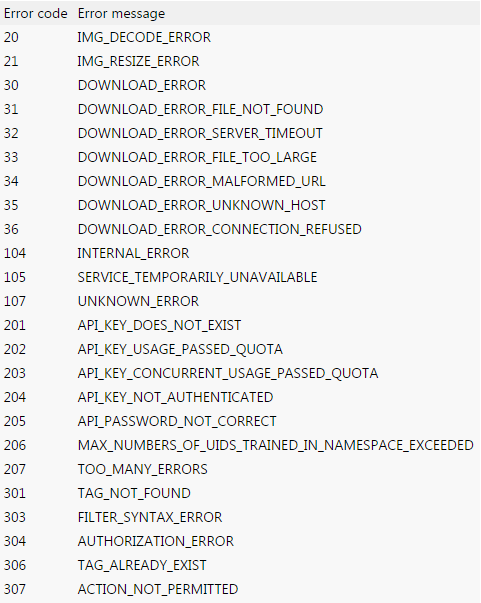 Error code Error message
20 IMG_DECODE_ERROR
21 IMG_RESIZE_ERROR
30 DOWNLOAD_ERROR
31 DOWNLOAD_ERROR_FILE_NOT_FOUND
32 DOWNLOAD_ERROR_SERVER_TIMEOUT
33 DOWNLOAD_ERROR_FILE_TOO_LARGE
34 DOWNLOAD_ERROR_MALFORMED_URL
35 DOWNLOAD_ERROR_UNKNOWN_HOST
36 DOWNLOAD_ERROR_CONNECTION_REFUSED
104 INTERNAL_ERROR
105 SERVICE_TEMPORARILY_UNAVAILABLE
107 UNKNOWN_ERROR
201 API_KEY_DOES_NOT_EXIST
202 API_KEY_USAGE_PASSED_QUOTA
203 API_KEY_CONCURRENT_USAGE_PASSED_QUOTA
204 API_KEY_NOT_AUTHENTICATED
205 API_PASSWORD_NOT_CORRECT
206 MAX_NUMBERS_OF_UIDS_TRAINED_IN_NAMESPACE_EXCEEDED
207 TOO_MANY_ERRORS
301 TAG_NOT_FOUND
303 FILTER_SYNTAX_ERROR
304 AUTHORIZATION_ERROR
306 TAG_ALREADY_EXIST
307 ACTION_NOT_PERMITTED